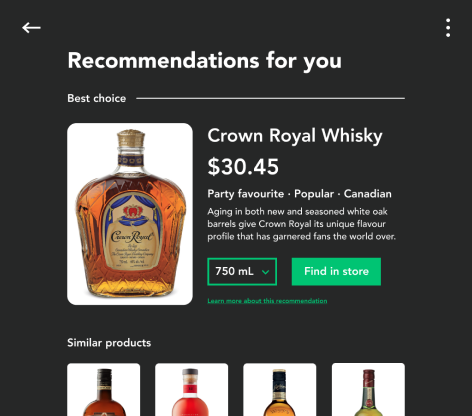 Recommendations for you
Best choice
Crown Royal Whisky
$30.45
Party favourite · Popular · Canadian
Aging in both new and seasoned white oak
barrels give Crown Royal its unique flavour
profile that has garnered fans the world over.
Crown Royal
750 mL
Find in store
Learn more about this recommendation
Similar products